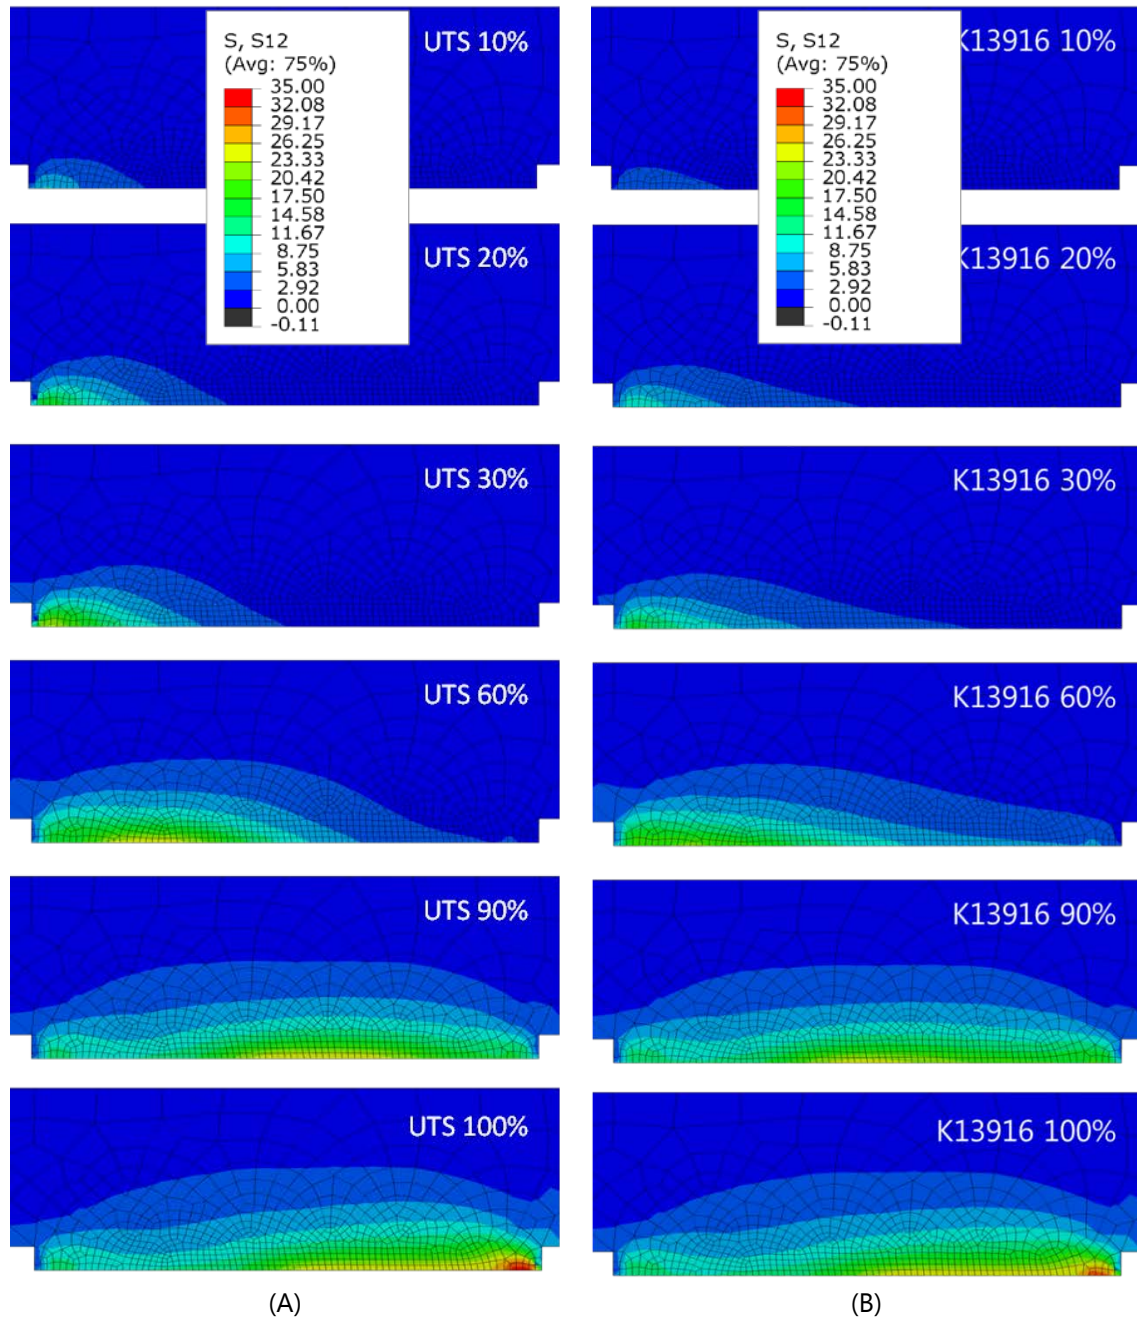 UTS 10%
S, S12
(Avg: 75%)
35.00
32.08
29.17
26.25
23.33
20.42
17.50
14.58
11.67
8.75
5.83
2.92
0.00
-0.11
UTS 20%
UTS 30%
UTS 60%
UTS 90%
UTS 100%
(A)
K13916 10%
S, S12
(Avg: 75%)
35.00
32.08
29.17
26.25
23.33
20.42
17.50
14.58
11.67
8.75
5.83
2.92
0.00
-0.11
K13916 20%
K13916 30%
K13916 60%
K13916 90%
K13916 100%
(B)